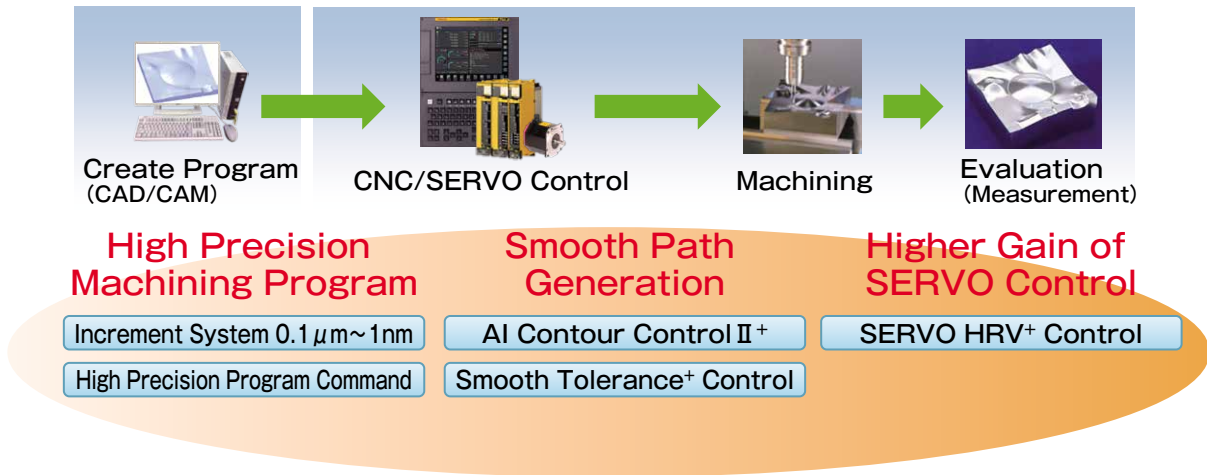 Create Program
(CAD/CAM)
CNC/SERVO Control
Machining
Evaluation
(Measurement)
High Precision
Machining Program
Smooth Path
Generation
Higher Gain of
SERVO Control
Increment System 0.1μm~1nm
High Precision Program Command
AI Contour Control Ⅱ+
Smooth Tolerance+ Control
SERVO HRV+ Control